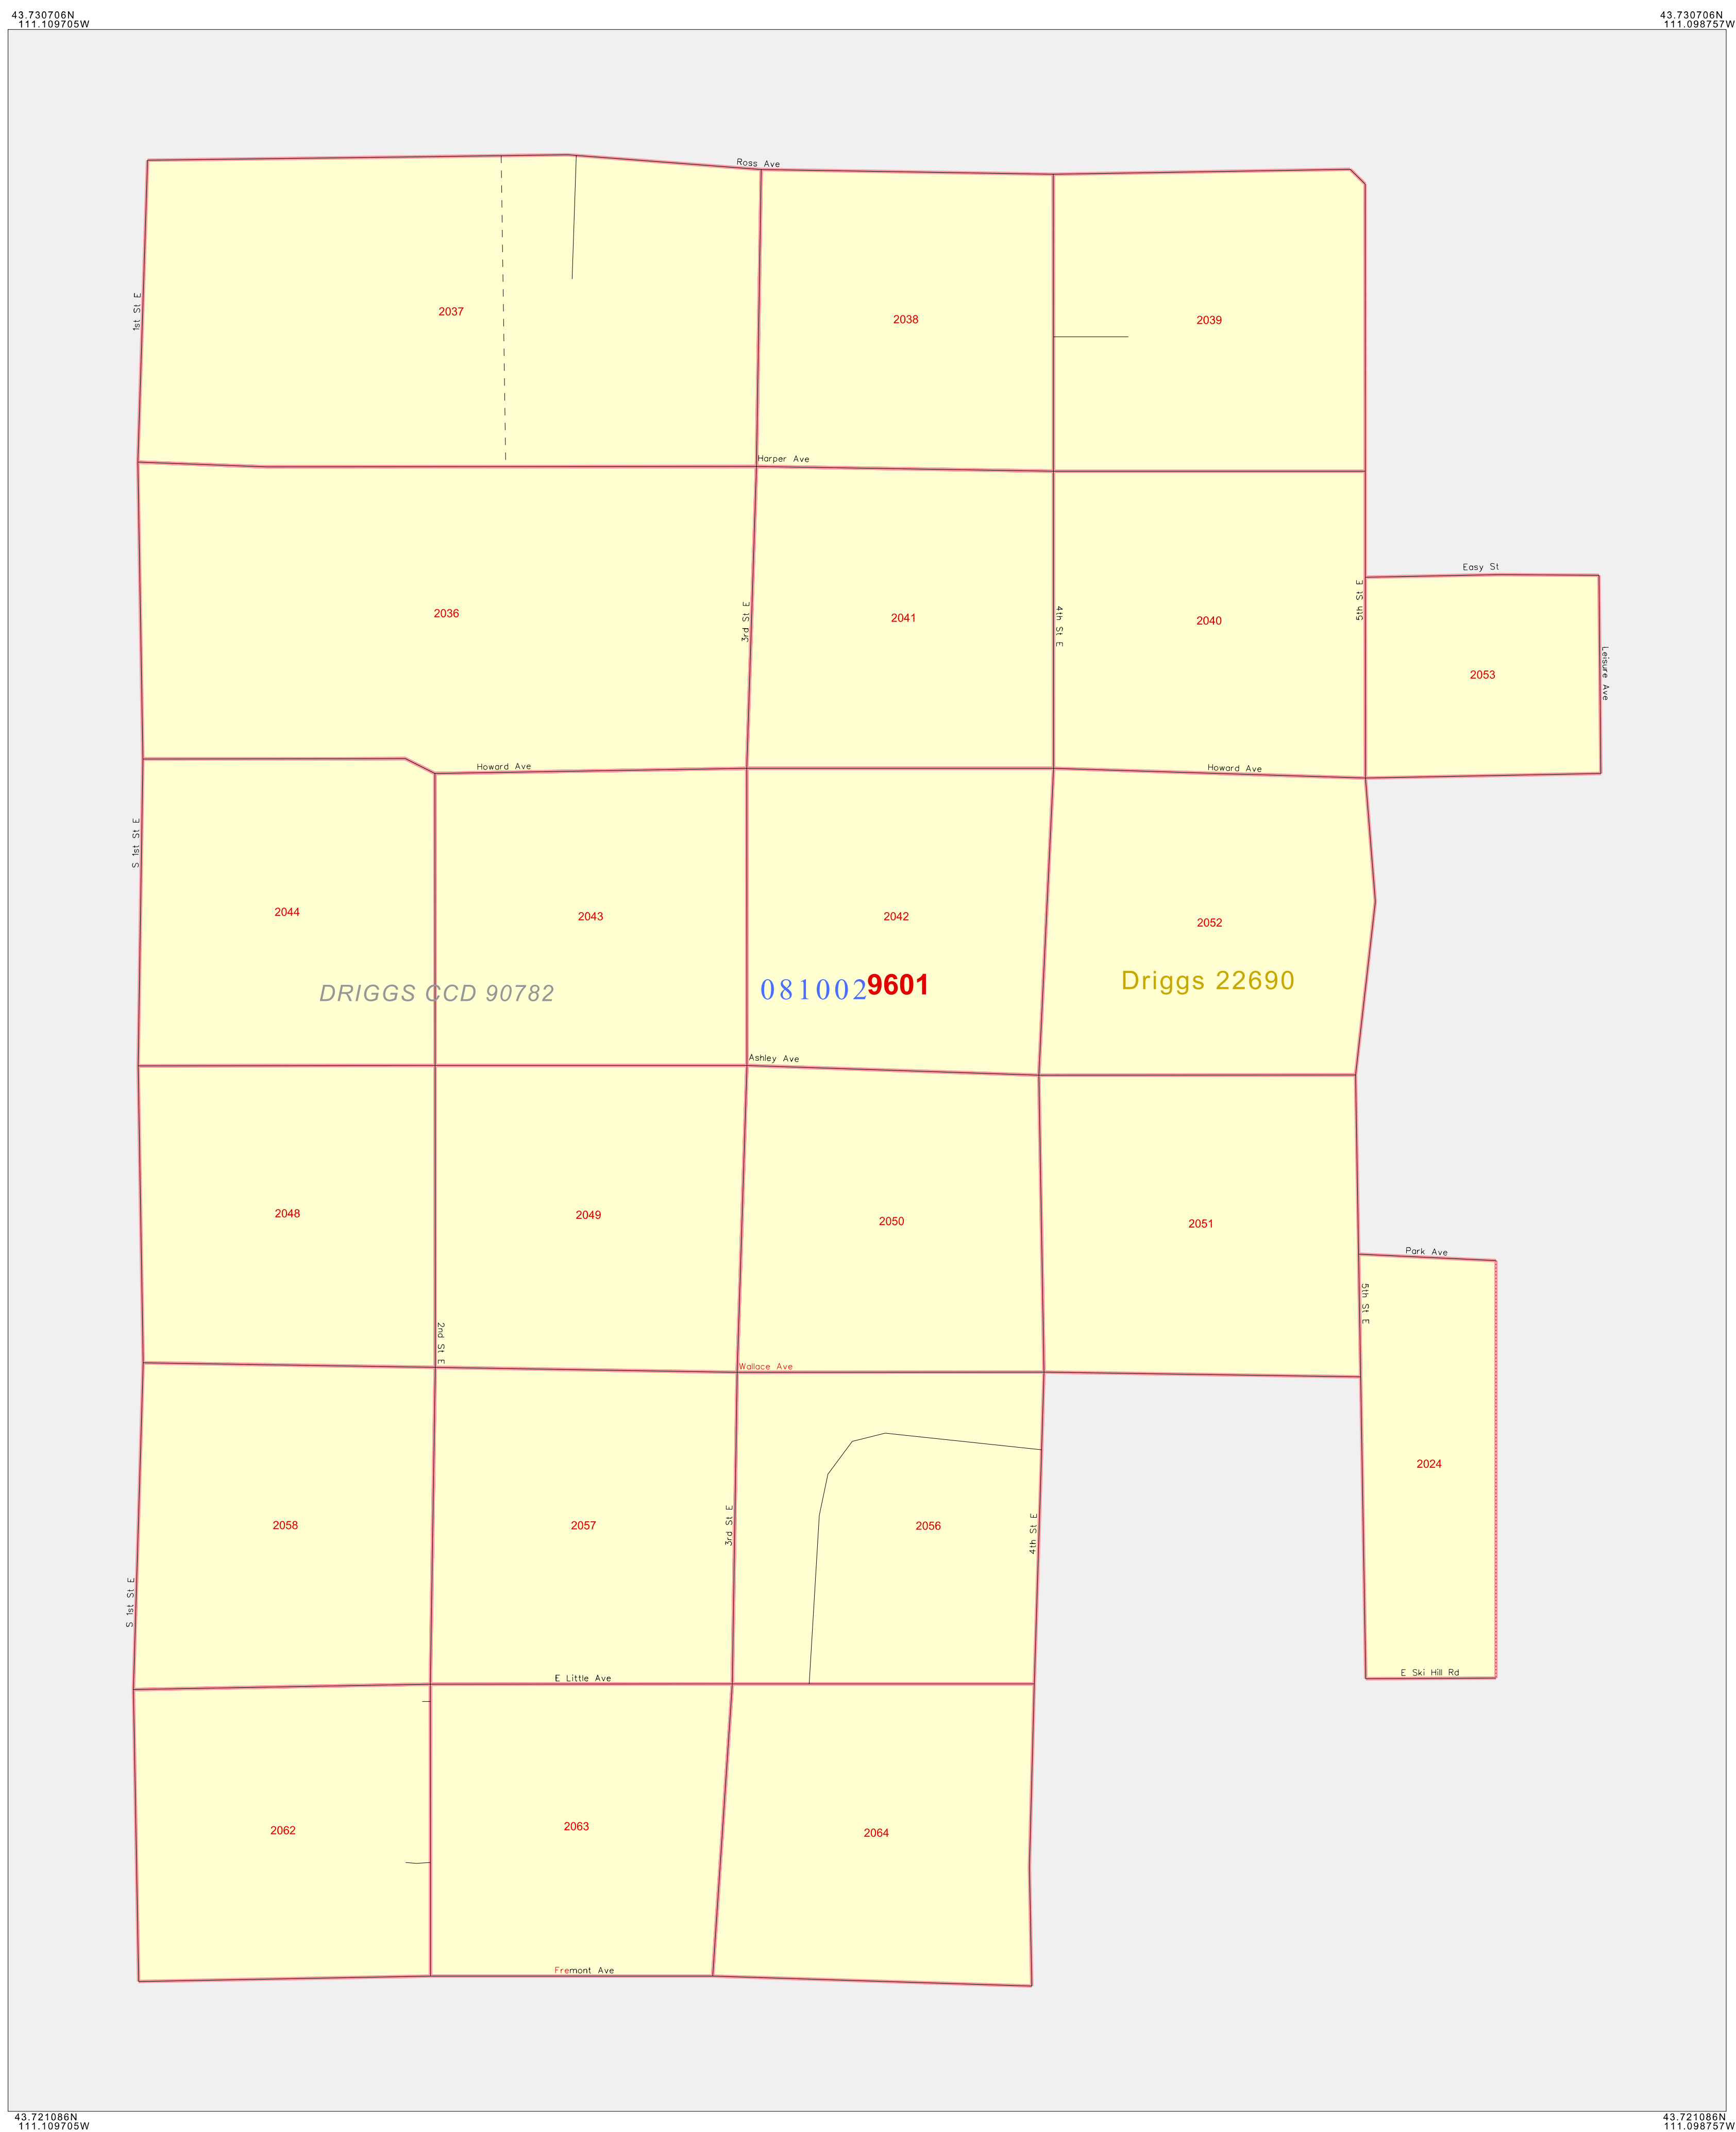 43.730706N
111.109705W
43.730706N
111.098757W
Ross Ave
1st St E
2037
2038
2039
Harper Ave
Easy St
5th St E
3rd St E
4th St E
2036
2041
2040
Leisure Ave
2053
Howard Ave
Howard Ave
S 1st St E
2044
2043
2042
2052
DRIGGS CCD 90782
081002
9601
Driggs 22690
Ashley Ave
2048
2049
2050
2051
Park Ave
5th St E
2nd St E
Wallace Ave
2024
2058
2057
3rd St E
2056
4th St E
S 1st St E
E Little Ave
E Ski Hill Rd
2062
2063
2064
Fremont Ave
43.721086N
111.109705W
43.721086N
111.098757W